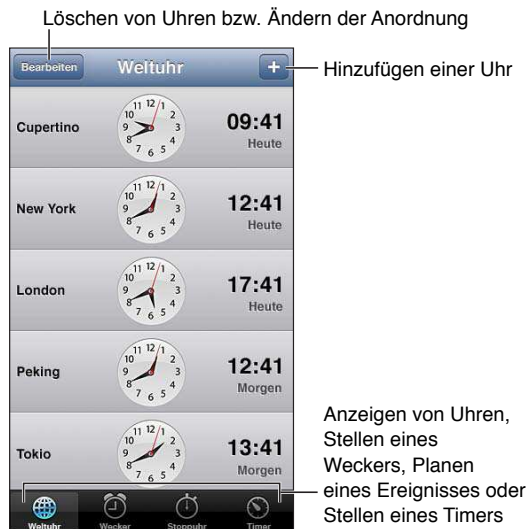 Löschen von Uhren bzw. Ändern der Anordnung
Bearbeiten
Weltuhr
+
Hinzufügen einer Uhr
Cupertino
09:41
Heute
New York
12:41
Heute
London
17:41
Heute
Peking
12:41
Morgen
Tokio
13:41
Morgen
Anzeigen von Uhren,
Stellen eines
Weckers, Planen
eines Ereignisses oder
Stellen eines Timers
Weltuhr
Wecker
Stoppuhr
Timer